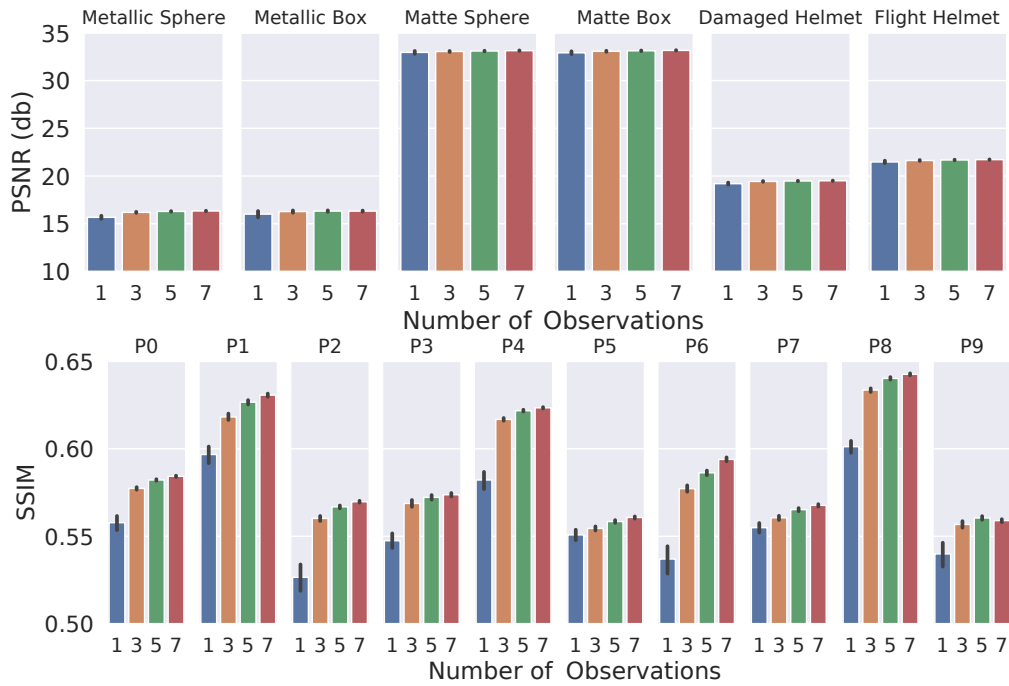 Metallic Sphere Metallic Box Matte Sphere Matte Box Damaged Helmet Flight Helmet
35
30
25
20
15
10
PSNR (db)
1 3 5 7 1 3 5 7 1 3 5 7 1 3 5 7 1 3 5 7 1 3 5 7
Number of Observations
P0 P1 P2 P3 P4 P5 P6 P7 P8 P9
0.65
0.60
0.55
0.50
SSIM
1 3 5 7 1 3 5 7 1 3 5 7 1 3 5 7 1 3 5 7 1 3 5 7 1 3 5 7 1 3 5 7 1 3 5 7 1 3 5 7
Number of Observations